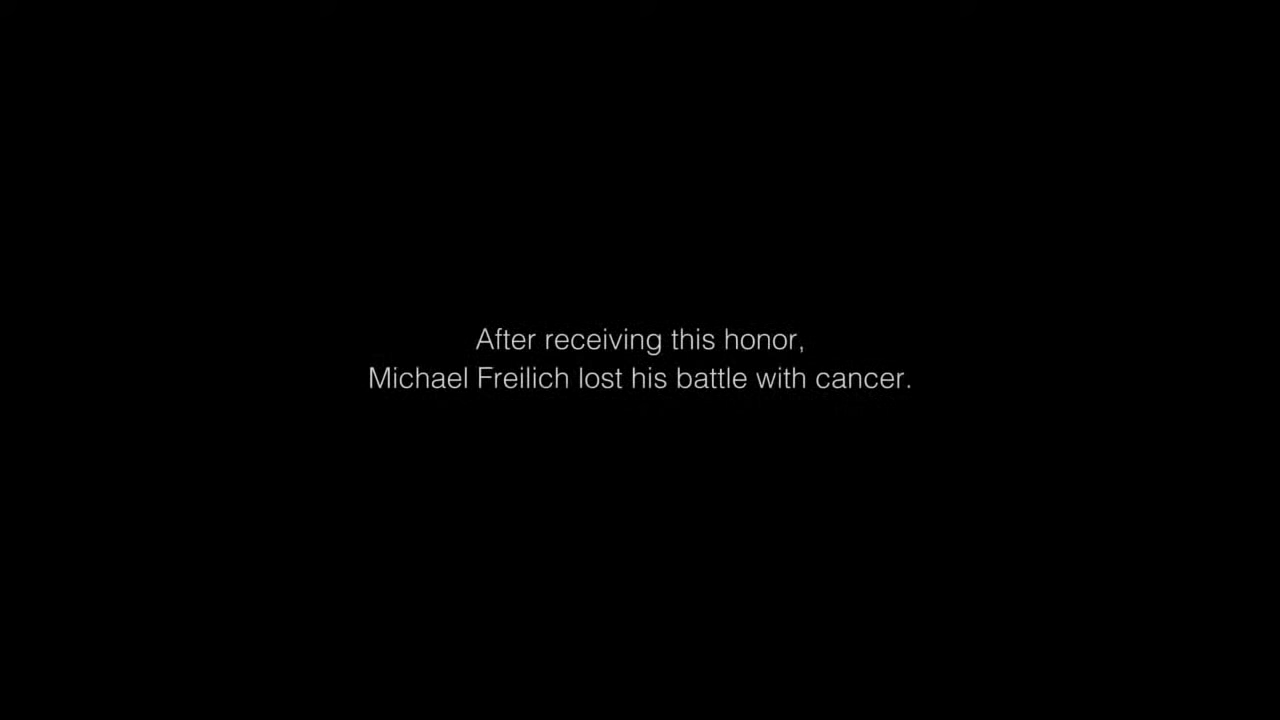 After receiving this honor,
Michael Freilich lost his battle with cancer.